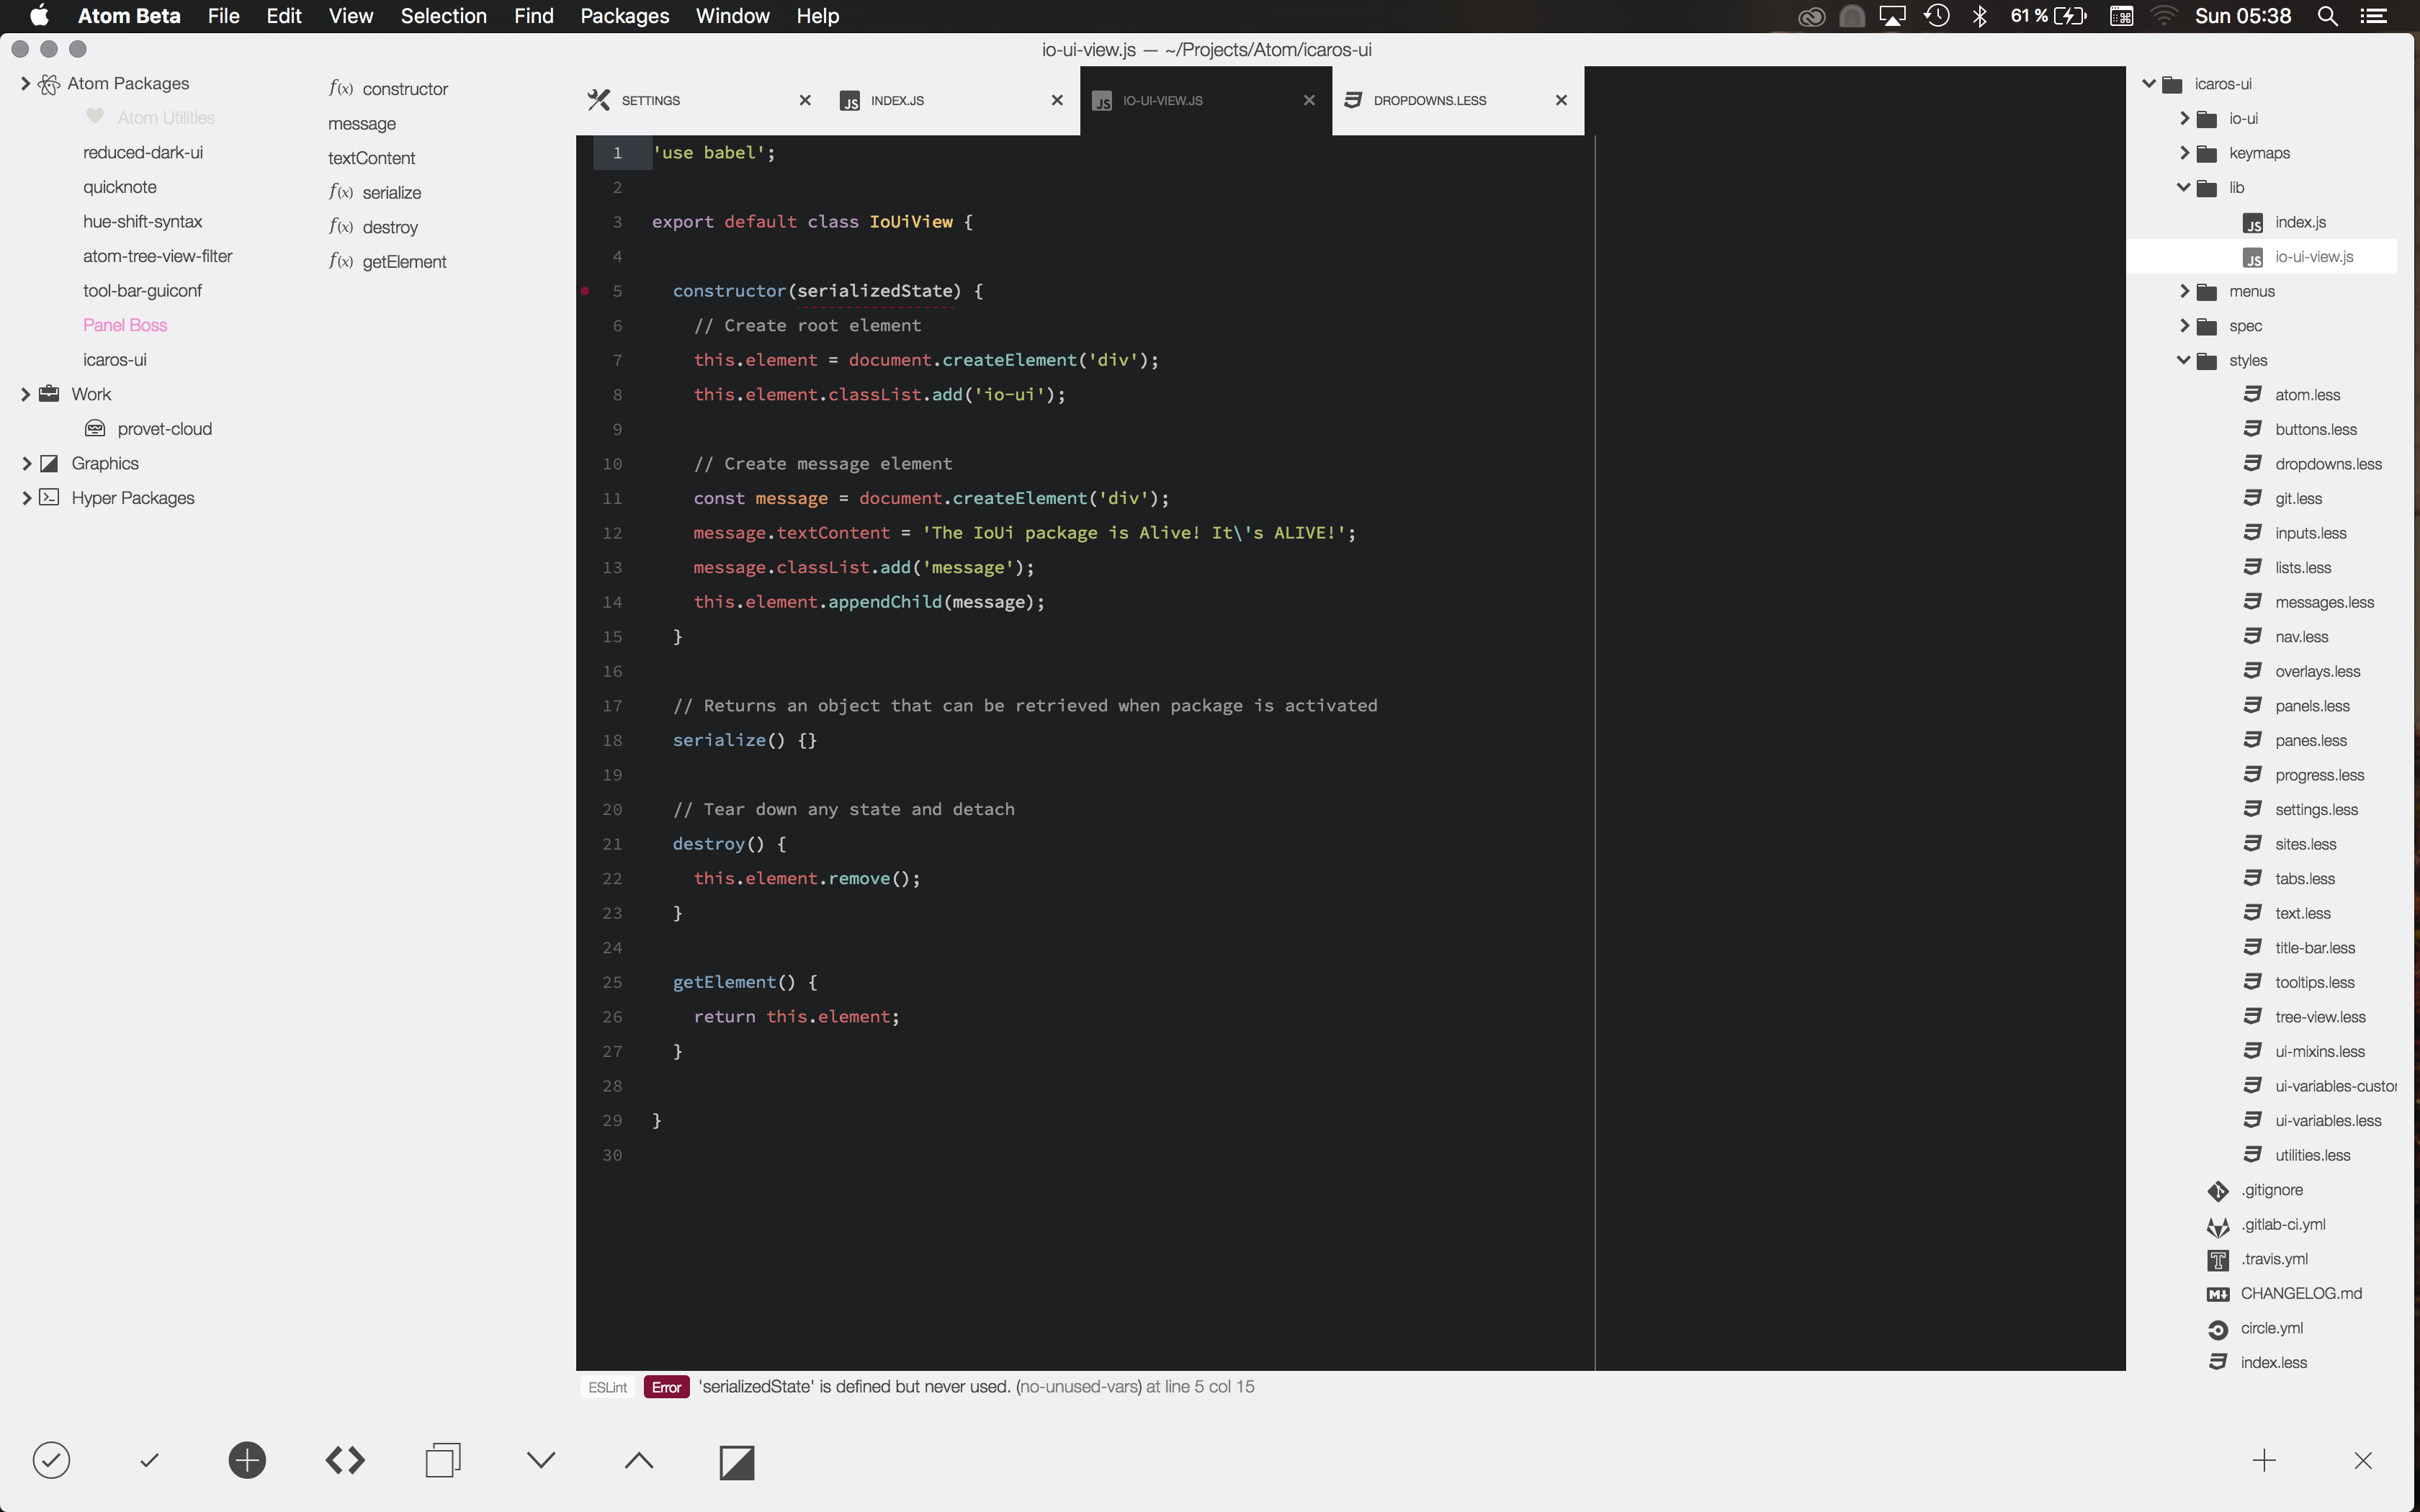 Atom Beta File Edit View Selection Find Packages Window Help 61 % Sun 05:38
io-ui-view.js — ~/Projects/Atom/icaros-ui
Atom Packages
Atom Utilities
reduced-dark-ui
quicknote
hue-shift-syntax
atom-tree-view-filter
tool-bar-guiconf
Panel Boss
icaros-ui
Work
provet-cloud
Graphics
Hyper Packages
f(x) constructor
message
textContent
f(x) serialize
f(x) destroy
f(x) getElement
SETTINGS
JS INDEX.JS
JS IO-UI-VIEW.JS
DROPDOWNS.LESS
1 'use babel';
2
3 export default class IoUiView {
4
5 constructor(serializedState) {
6 // Create root element
7 this.element = document.createElement('div');
8 this.element.classList.add('io-ui');
9
10 // Create message element
11 const message = document.createElement('div');
12 message.textContent = 'The IoUi package is Alive! It\'s ALIVE!';
13 message.classList.add('message');
14 this.element.appendChild(message);
15 }
16
17 // Returns an object that can be retrieved when package is activated
18 serialize() {}
19
20 // Tear down any state and detach
21 destroy() {
22 this.element.remove();
23 }
24
25 getElement() {
26 return this.element;
27 }
28
29 }
30
ESLint Error 'serializedState' is defined but never used. (no-unused-vars) at line 5 col 15
icaros-ui
io-ui
keymaps
lib
JS index.js
JS io-ui-view.js
menus
spec
styles
atom.less
buttons.less
dropdowns.less
git.less
inputs.less
lists.less
messages.less
nav.less
overlays.less
panels.less
panes.less
progress.less
settings.less
sites.less
tabs.less
text.less
title-bar.less
tooltips.less
tree-view.less
ui-mixins.less
ui-variables-custor
ui-variables.less
utilities.less
.gitignore
.gitlab-ci.yml
.travis.yml
CHANGELOG.md
circle.yml
index.less